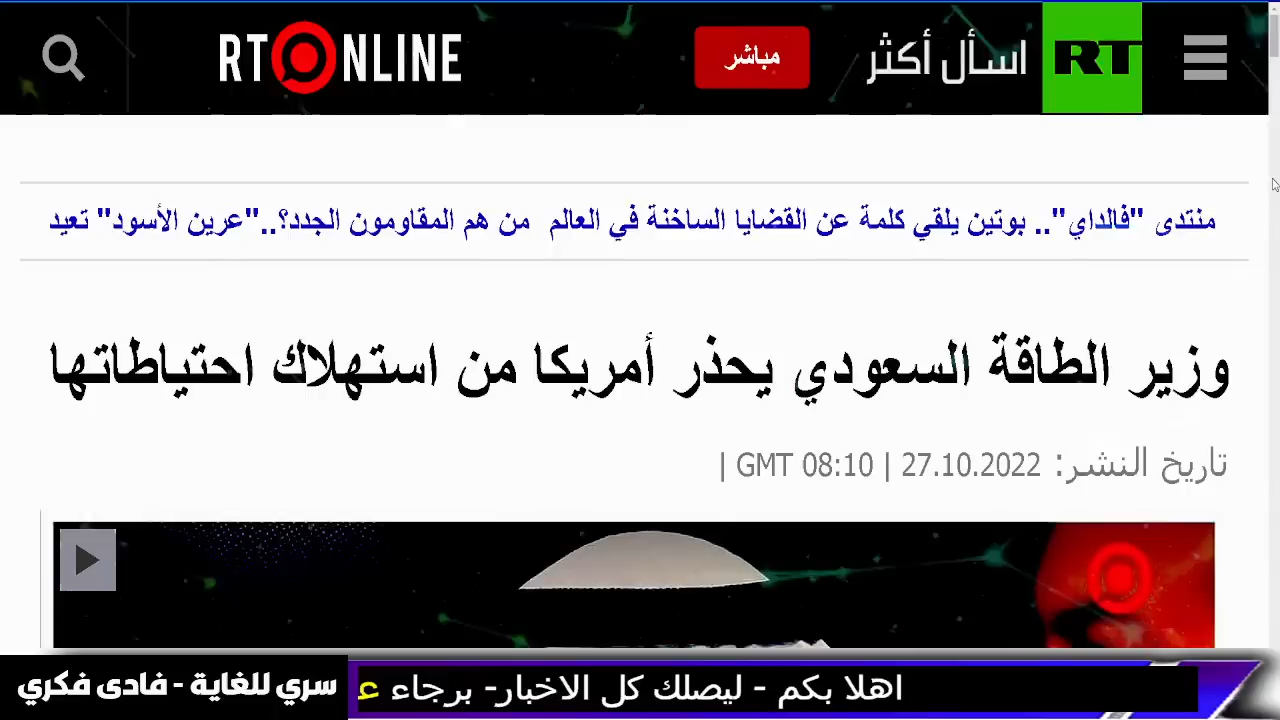 RT ONLINE
مباشر
اسأل أكثر RT
منتدى "فالداي".. بوتين يلقي كلمة عن القضايا الساخنة في العالم من هم المقاومون الجدد؟.."عرين الأسود" تعيد
وزير الطاقة السعودي يحذر أمريكا من استهلاك احتياطاتها
تاريخ النشر: 27.10.2022 | 08:10 GMT |
اهلا بكم - ليصلك كل الاخبار- برجاء
سري للغاية - فادى فكري